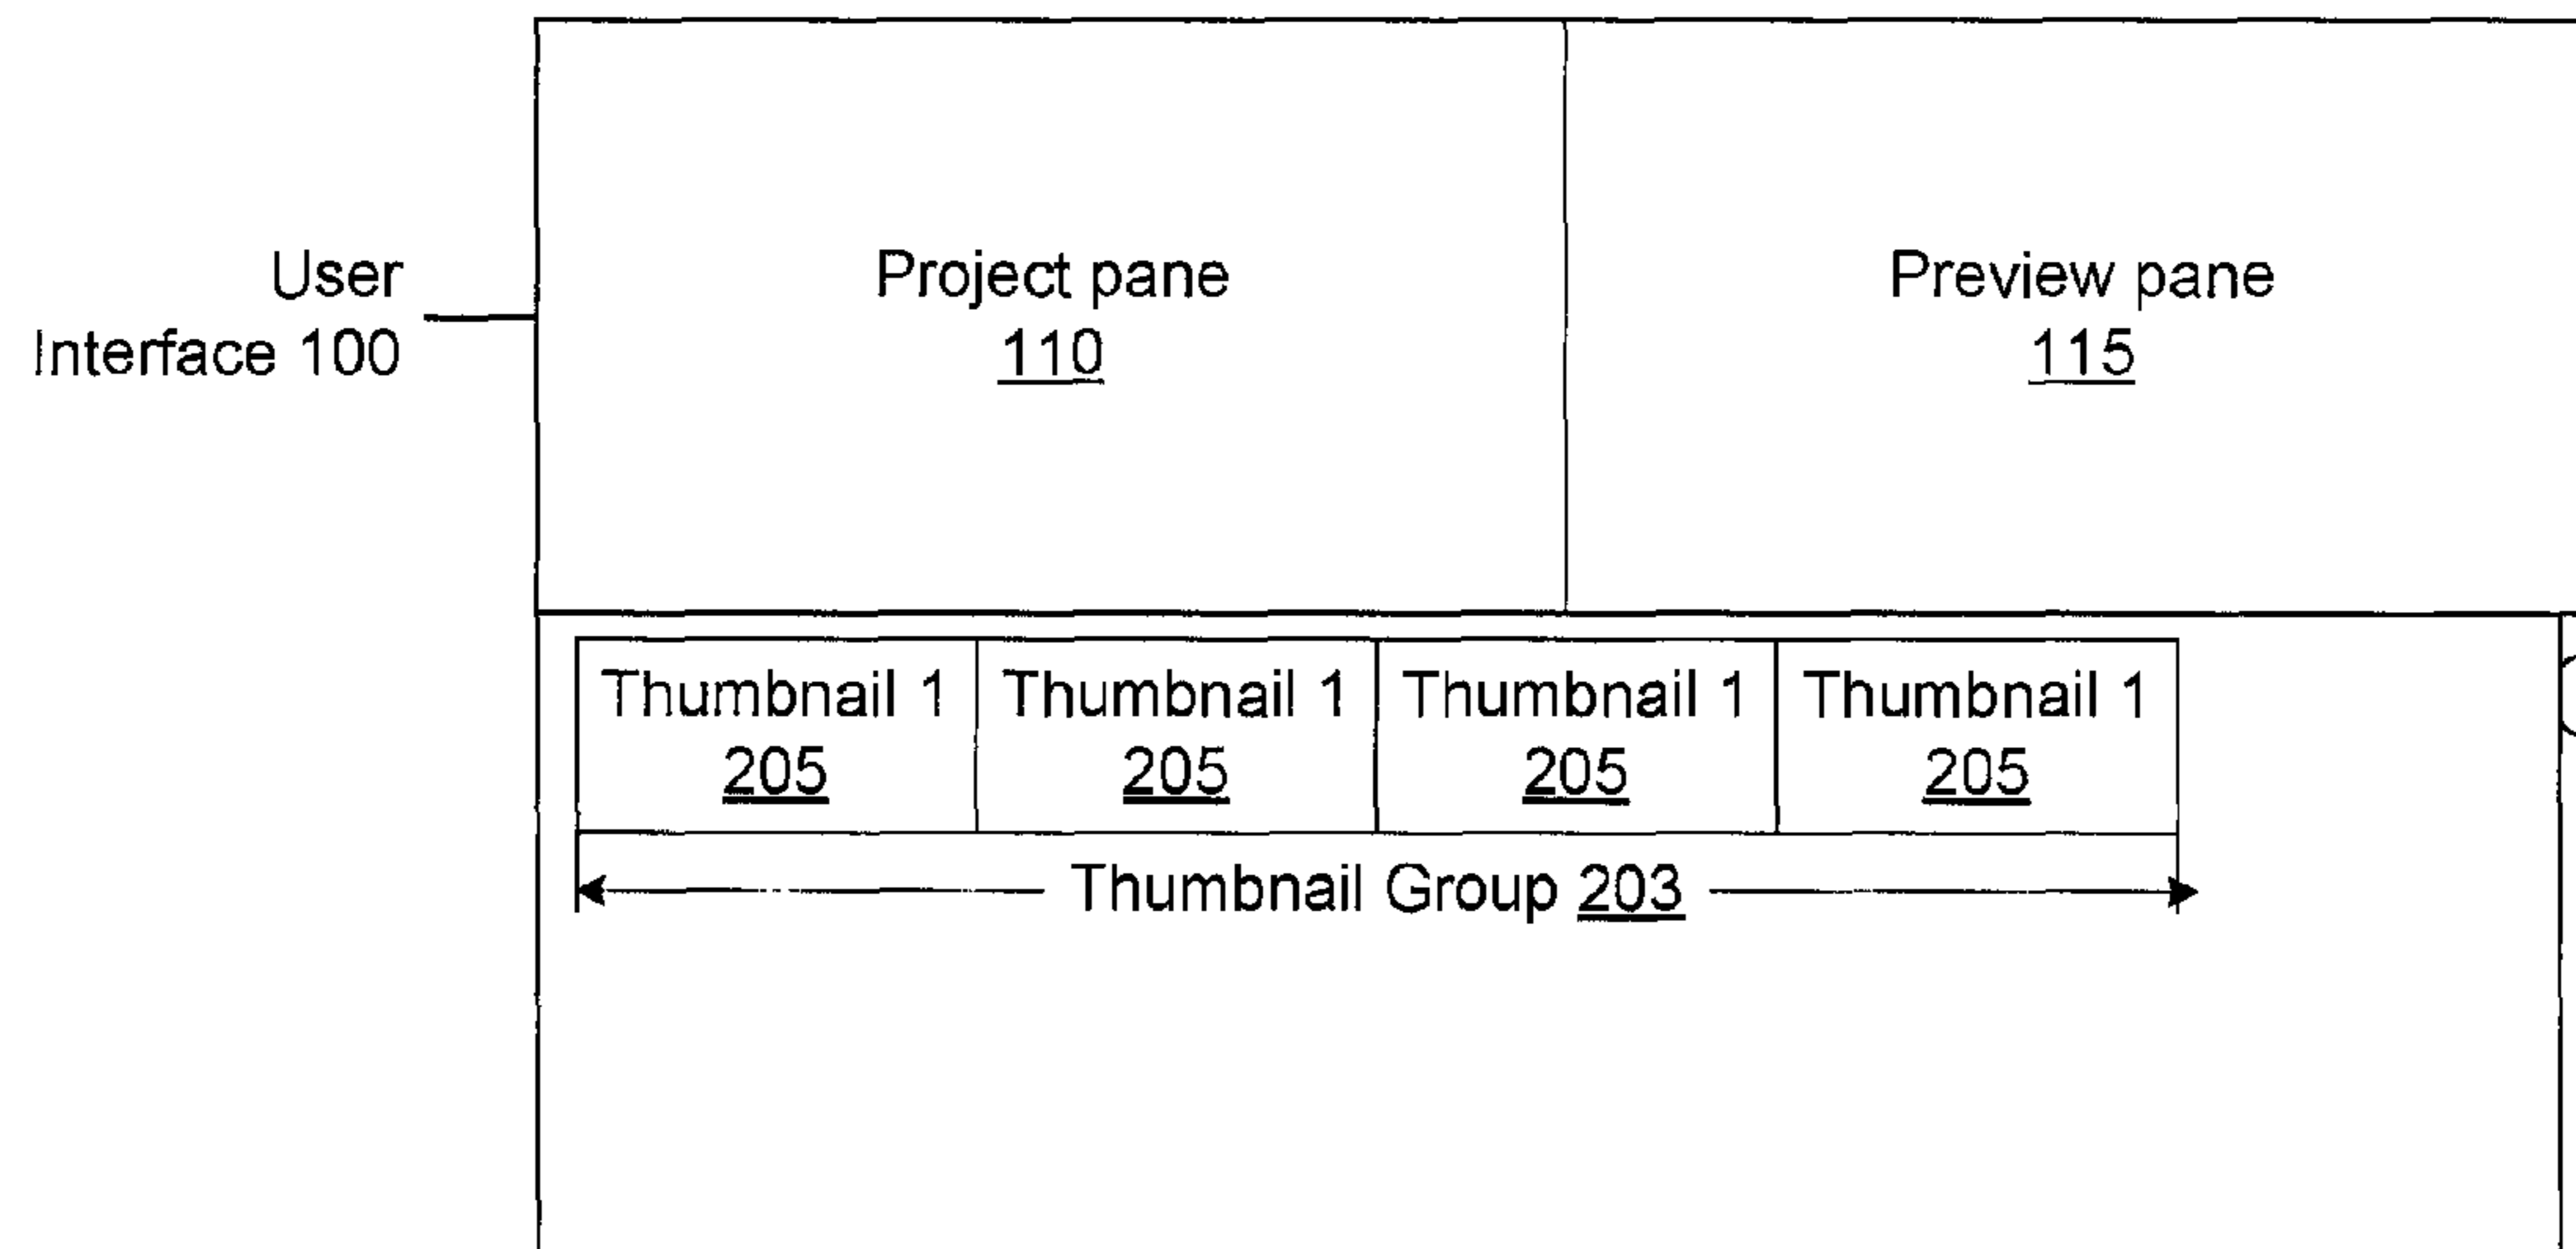 User
Interface 100
Project pane
110
Preview pane
115
Thumbnail 1
205
Thumbnail 1
205
Thumbnail 1
205
Thumbnail 1
205
Thumbnail Group 203